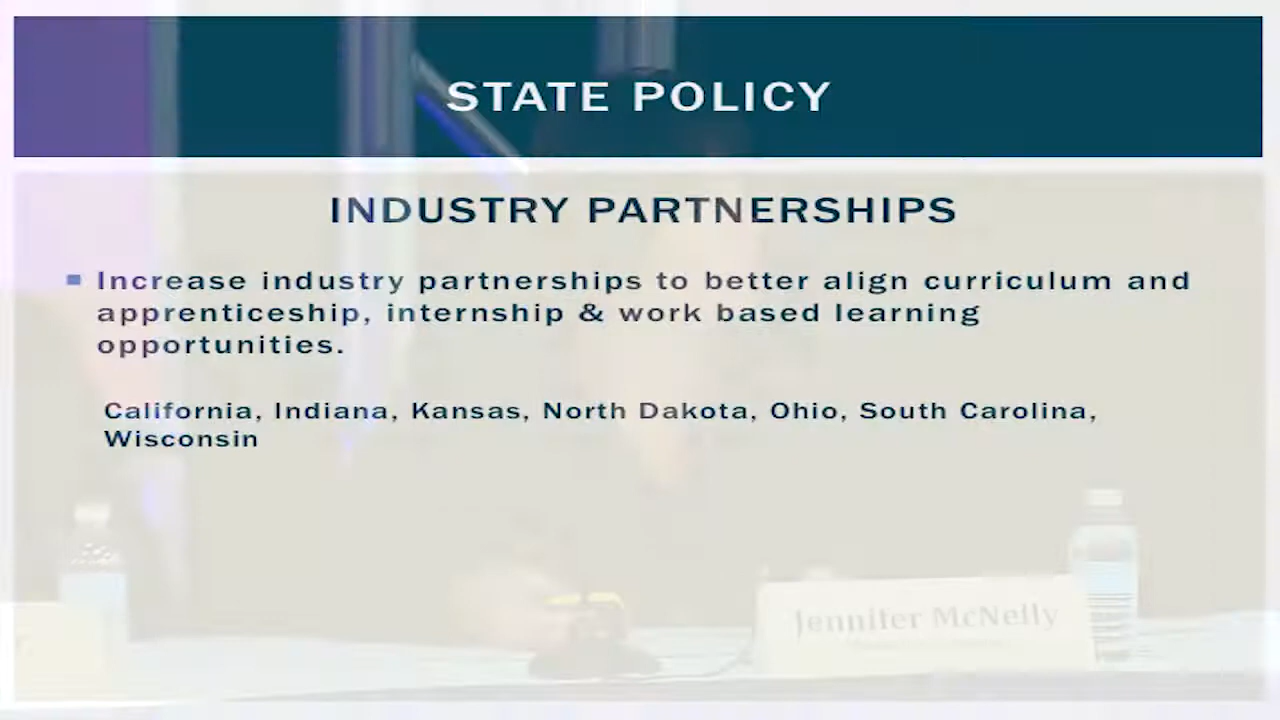 STATE POLICY
INDUSTRY PARTNERSHIPS
Increase industry partnerships to better align curriculum and
apprenticeship, internship & work based learning
opportunities.
California, Indiana, Kansas, North Dakota, Ohio, South Carolina,
Wisconsin
Jennifer McNelly